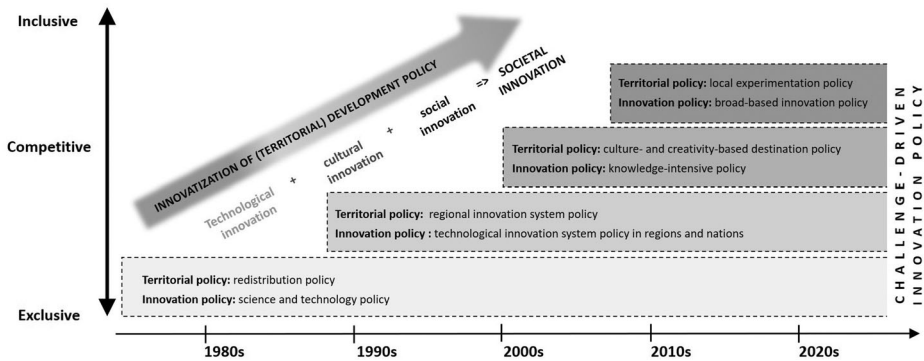 Inclusive
Competitive
Exclusive
INNOVATIZATION OF (TERRITORIAL) DEVELOPMENT POLICY
Technological
innovation
+
cultural
innovation
+
social
innovation
=>
SOCIETAL
INNOVATION
Territorial policy: local experimentation policy
Innovation policy: broad-based innovation policy
Territorial policy: culture- and creativity-based destination policy
Innovation policy: knowledge-intensive policy
Territorial policy: regional innovation system policy
Innovation policy : technological innovation system policy in regions and nations
Territorial policy: redistribution policy
Innovation policy: science and technology policy
CHALLENGE-DRIVEN
INNOVATION POLICY
1980s
1990s
2000s
2010s
2020s